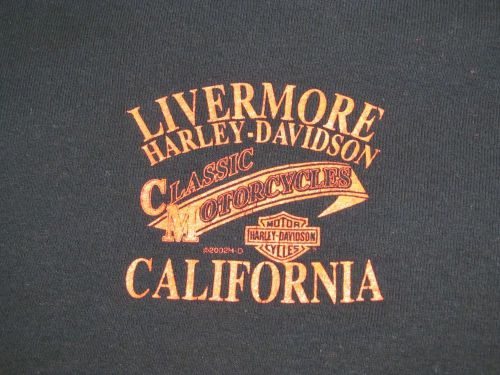 LIVERMORE
HARLEY-DAVIDSON
CLASSIC
MOTORCYCLES
MOTOR
HARLEY-DAVIDSON
CYCLES
CALIFORNIA